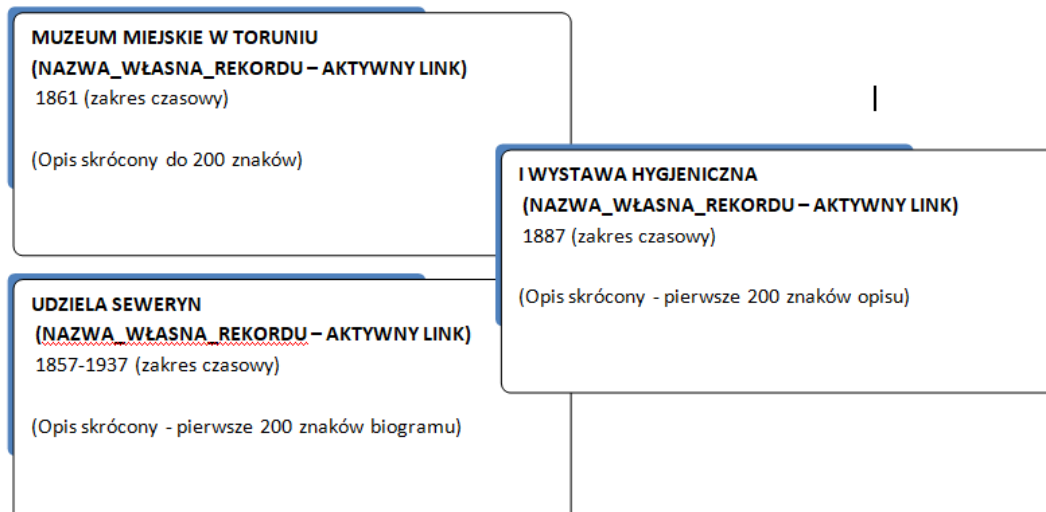 MUZEUM MIEJSKIE W TORUNIU
(NAZWA_WŁASNA_REKORDU – AKTYWNY LINK)
1861 (zakres czasowy)
(Opis skrócony do 200 znaków)
I WYSTAWA HYGJENICZNA
(NAZWA_WŁASNA_REKORDU – AKTYWNY LINK)
1887 (zakres czasowy)
(Opis skrócony - pierwsze 200 znaków opisu)
UDZIELA SEWERYN
(NAZWA_WŁASNA_REKORDU – AKTYWNY LINK)
1857-1937 (zakres czasowy)
(Opis skrócony - pierwsze 200 znaków biogramu)